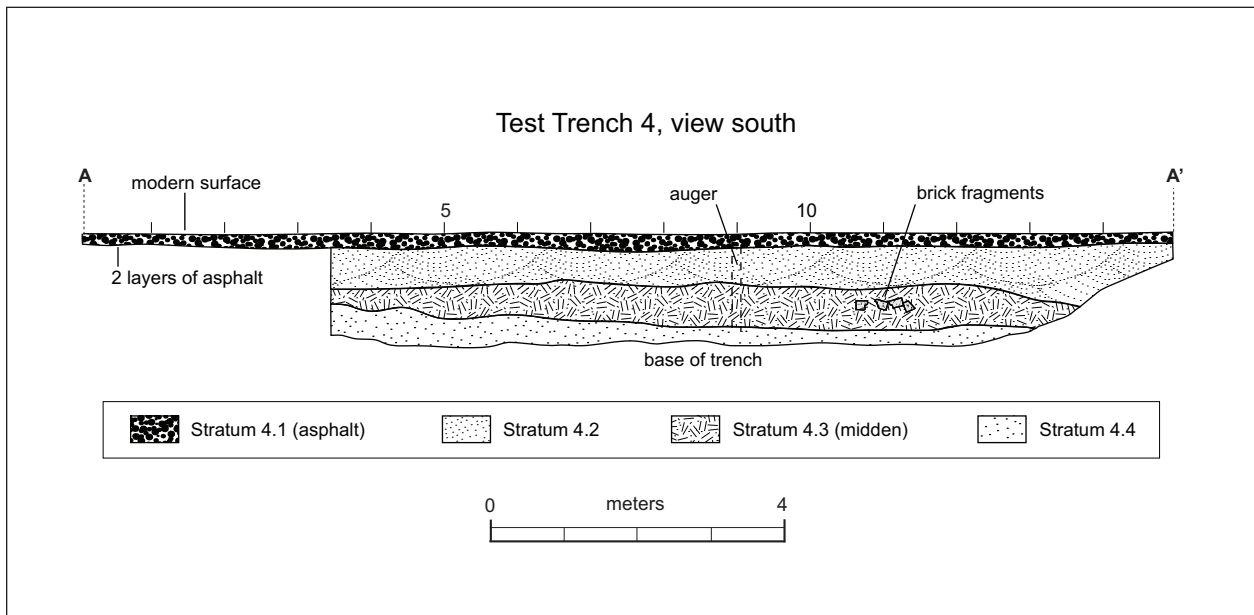 Test Trench 4, view south
A
A’
modern surface
auger
brick fragments
5
10
2 layers of asphalt
base of trench
Stratum 4.1 (asphalt)
Stratum 4.2
Stratum 4.3 (midden)
Stratum 4.4
0
meters
4